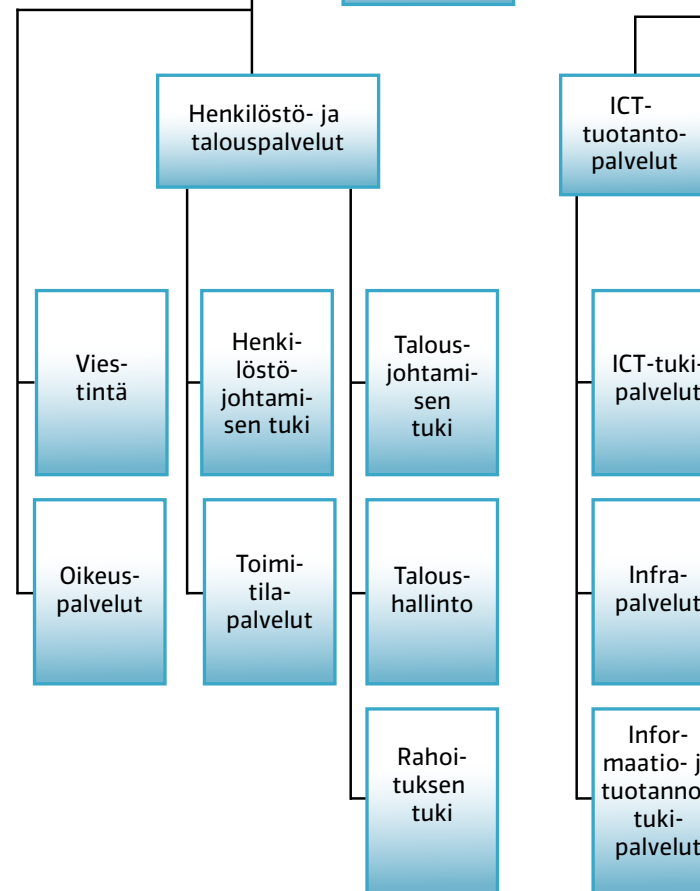 Henkilöstö- ja
talouspalvelut
ICT-
tuotanto-
palvelut
Vies-
tintä
Henki-
löstö-
johtami-
sen tuki
Talous-
johtami-
sen
tuki
ICT-tuki-
palvelut
Oikeus-
palvelut
Toimi-
tila-
palvelut
Talous-
hallinto
Infra-
palvelut
Rahoi-
tuksen
tuki
Infor-
maatio- j
tuotanno
tuki-
palvelut